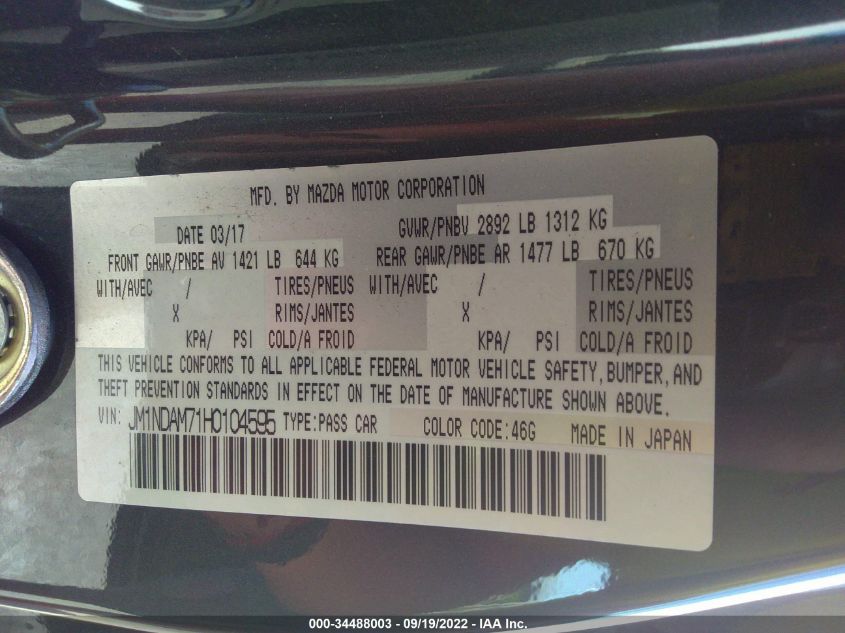 MFD. BY MAZDA MOTOR CORPORATION
DATE 03/17 GVWR/PNBV 2892 LB 1312 KG
FRONT GAWR/PNBE AV 1421 LB 644 KG REAR GAWR/PNBE AR 1477 LB 670 KG
WITH/AVEC / TIRES/PNEUS WITH/AVEC / TIRES/PNEUS
X RIMS/JANTES X RIMS/JANTES
KPA/ PSI COLD/A FROID KPA/ PSI COLD/A FROID
THIS VEHICLE CONFORMS TO ALL APPLICABLE FEDERAL MOTOR VEHICLE SAFETY, BUMPER, AND
THEFT PREVENTION STANDARDS IN EFFECT ON THE DATE OF MANUFACTURE SHOWN ABOVE.
VIN: JM1NDAM71H0104595 TYPE:PASS CAR COLOR CODE:46G MADE IN JAPAN
000-34488003 - 09/19/2022 - IAA Inc.